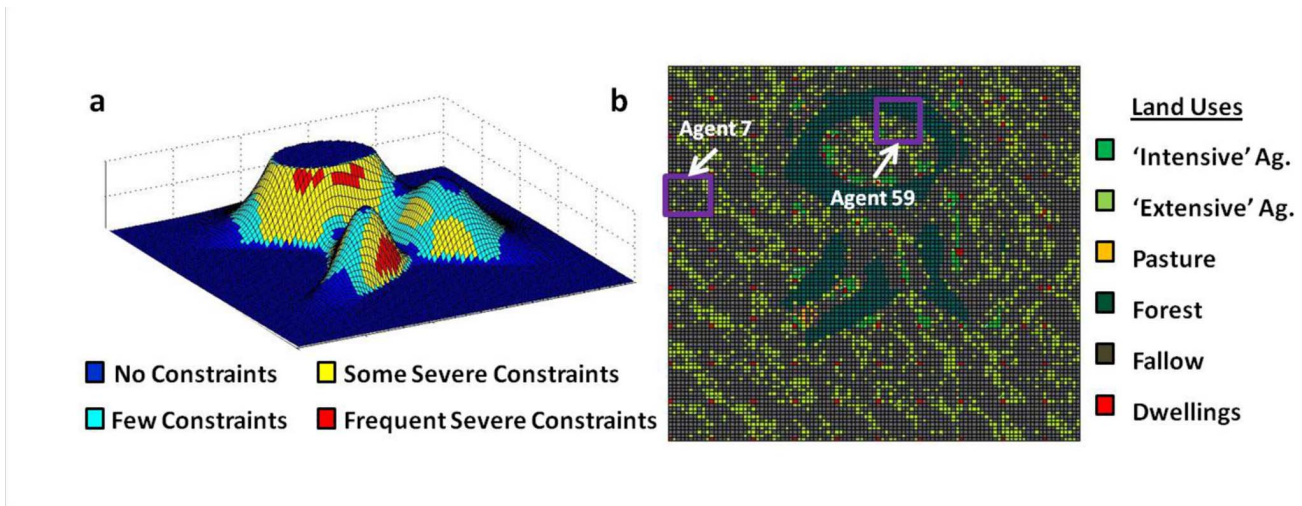 a
No Constraints
Some Severe Constraints
Few Constraints
Frequent Severe Constraints
b
Agent 7
Agent 59
Land Uses
‘Intensive’ Ag.
‘Extensive’ Ag.
Pasture
Forest
Fallow
Dwellings